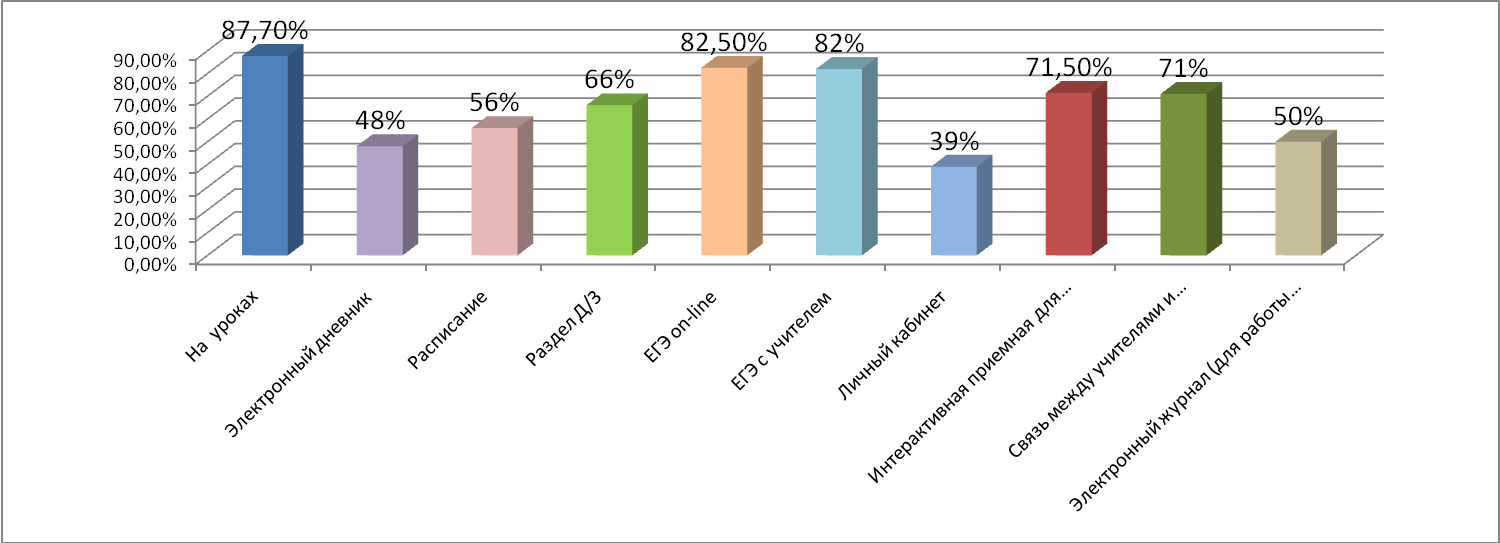 87,70%
48%
56%
66%
82,50%
82%
39%
71,50%
71%
50%
90,00%
80,00%
70,00%
60,00%
50,00%
40,00%
30,00%
20,00%
10,00%
0,00%
На уроках
Электронный дневник
Расписание
Раздел Д/З
ЕГЭ on-line
ЕГЭ с учителем
Личный кабинет
Интерактивная приемная для...
Связь между учителями и...
Электронный журнал (для работы...